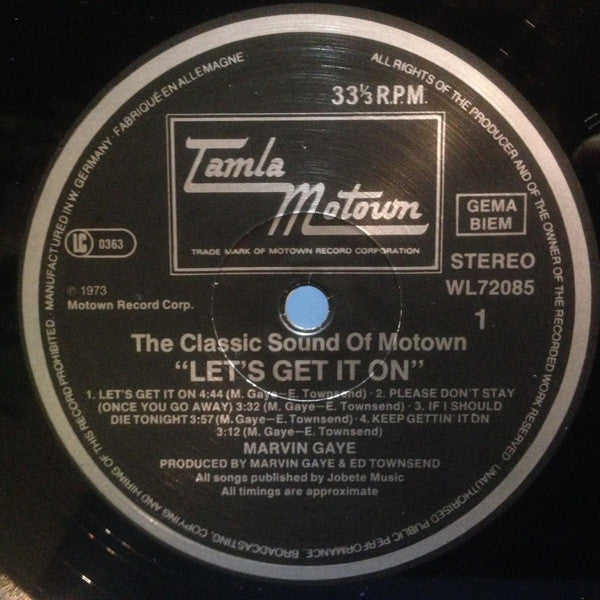 MANUFACTURED IN W. GERMANY. FABRIQUÉ EN ALLEMAGNE
ALL RIGHTS OF THE PRODUCER AND OF THE OWNER OF THE RECORDED WORK RESERVED. UNAUTHORISED PUBLIC PERFORMANCE, BROADCASTING, COPYING AND HIRING OF THIS RECORD PROHIBITED.
33⅓ R.P.M.
Tamla
Motown
TRADE MARK OF MOTOWN RECORD CORPORATION
LC 0363
GEMA
BIEM
STEREO
WL72085
1
℗ 1973
Motown Record Corp.
The Classic Sound Of Motown
"LET'S GET IT ON"
1. LET'S GET IT ON 4:44 (M. Gaye—E. Townsend) · 2. PLEASE DON'T STAY
(ONCE YOU GO AWAY) 3:32 (M. Gaye—E. Townsend) · 3. IF I SHOULD
DIE TONIGHT 3:57 (M. Gaye—E. Townsend) · 4. KEEP GETTIN' IT ON
3:12 (M. Gaye—E. Townsend)
MARVIN GAYE
PRODUCED BY MARVIN GAYE & ED TOWNSEND
All songs published by Jobete Music
All timings are approximate